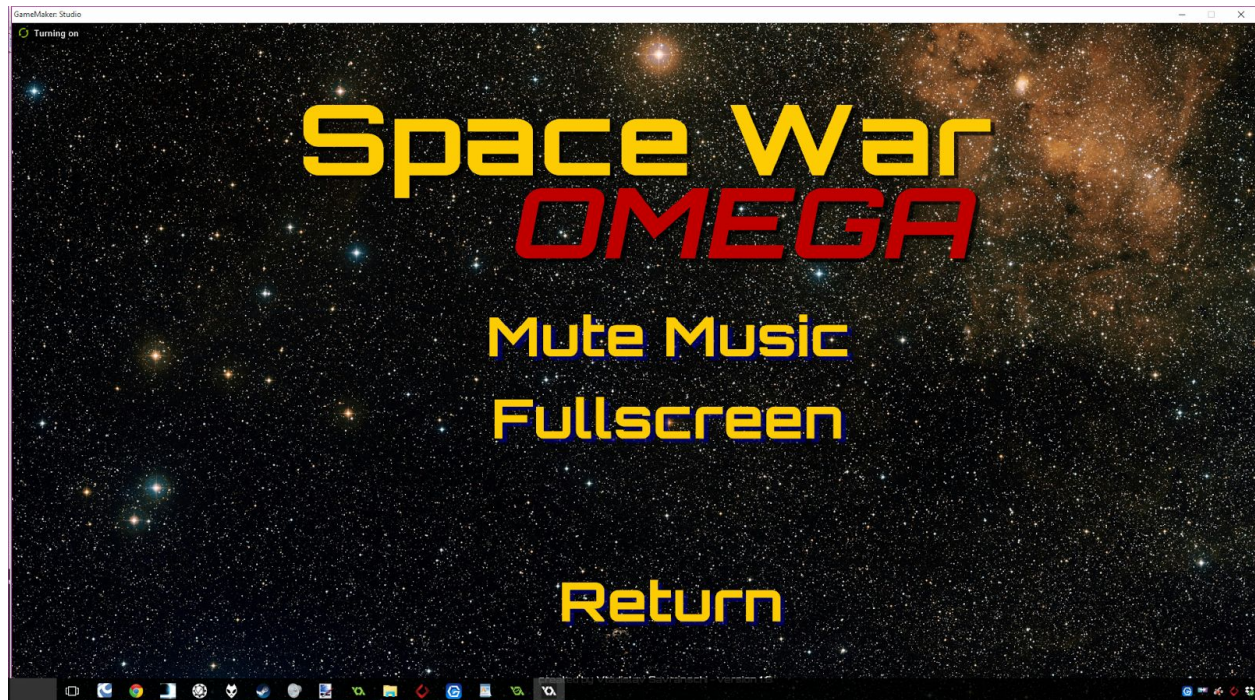 GameMaker: Studio
Turning on
Space War
OMEGA
Mute Music
Fullscreen
Return